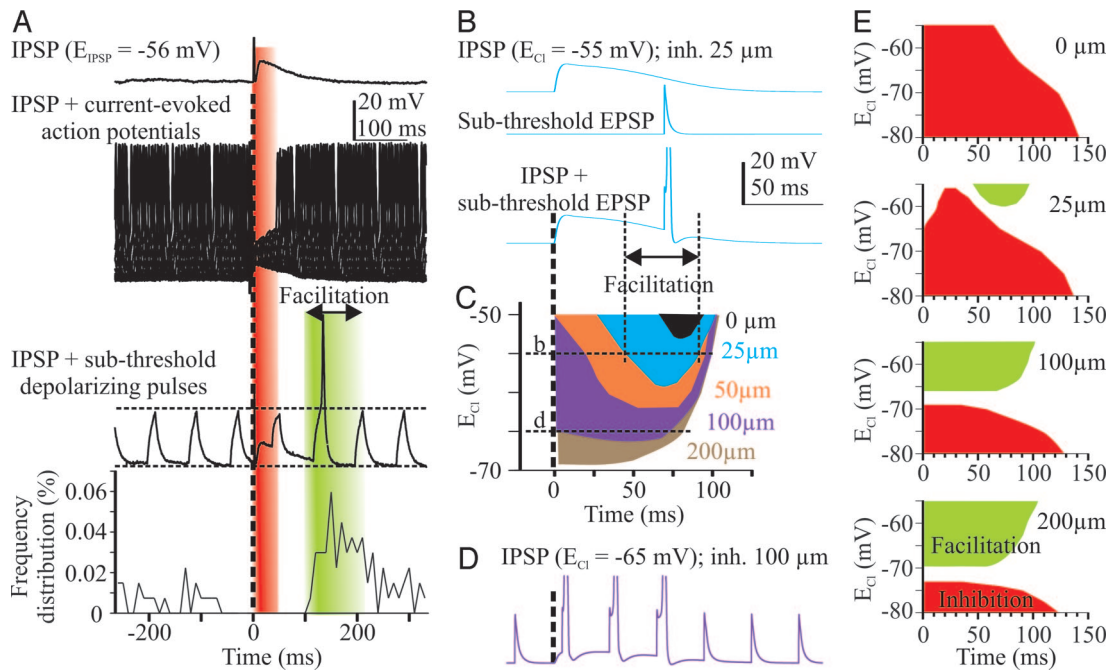 A
IPSP (E_IPSP = -56 mV)
IPSP + current-evoked
action potentials
20 mV
100 ms
Facilitation
IPSP + sub-threshold
depolarizing pulses
Frequency
distribution (%)
0.06
0.04
0.02
0
-200
0
200
Time (ms)
B
IPSP (E_Cl = -55 mV); inh. 25 µm
Sub-threshold EPSP
IPSP +
sub-threshold EPSP
20 mV
50 ms
Facilitation
C
-50
b
d
-70
E_Cl (mV)
0 µm
25µm
50µm
100µm
200µm
0
50
100
Time (ms)
D
IPSP (E_Cl = -65 mV); inh. 100 µm
E
0 µm
-60
-70
-80
E_Cl (mV)
0
50
100
150
Time (ms)
25µm
-60
-70
-80
E_Cl (mV)
0
50
100
150
Time (ms)
100µm
-60
-70
-80
E_Cl (mV)
0
50
100
150
Time (ms)
200µm
Facilitation
Inhibition
-60
-70
-80
E_Cl (mV)
0
50
100
150
Time (ms)